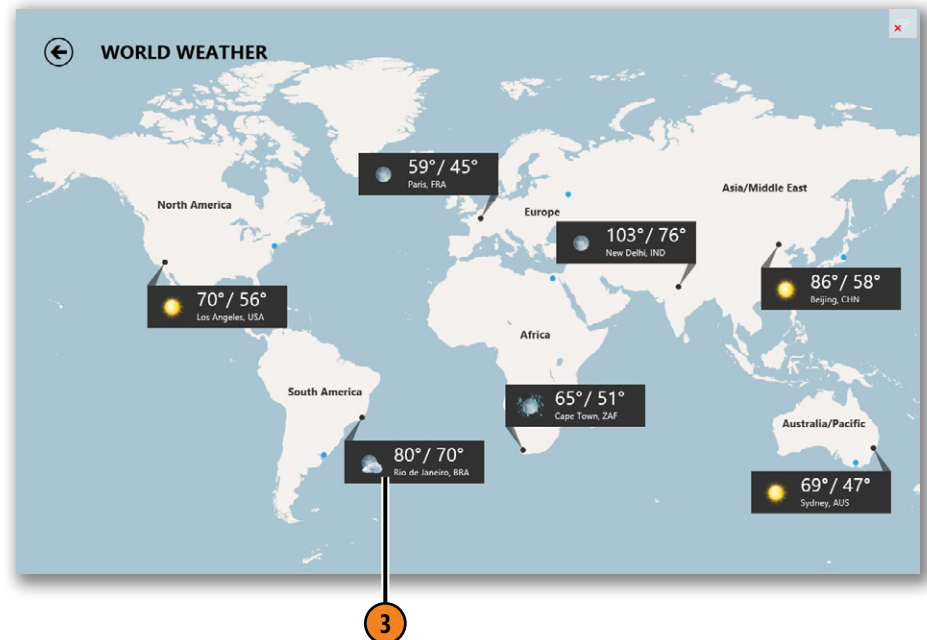 WORLD WEATHER
59°/ 45°
Paris, FRA
Asia/Middle East
North America
Europe
103°/ 76°
New Delhi, IND
86°/ 58°
Beijing, CHN
70°/ 56°
Los Angeles, USA
Africa
South America
65°/ 51°
Cape Town, ZAF
Australia/Pacific
80°/ 70°
Rio de Janeiro, BRA
69°/ 47°
Sydney, AUS
3